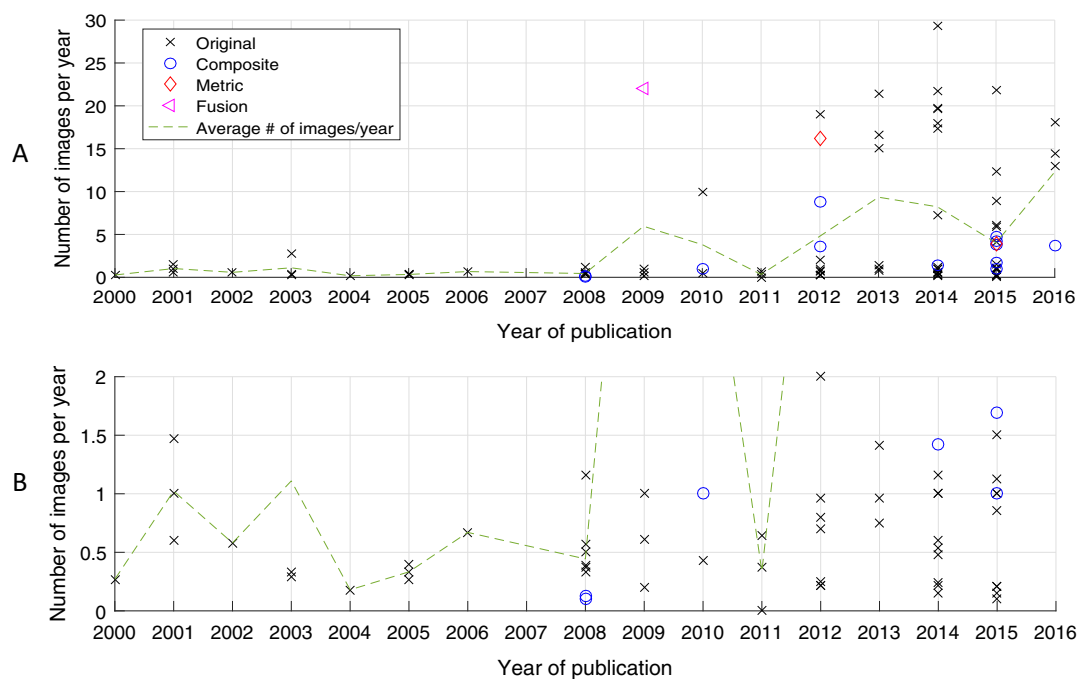 A
Number of images per year
30
25
20
15
10
5
0
Original
Composite
Metric
Fusion
Average # of images/year
2000 2001 2002 2003 2004 2005 2006 2007 2008 2009 2010 2011 2012 2013 2014 2015 2016
Year of publication
B
Number of images per year
2
1.5
1
0.5
0
2000 2001 2002 2003 2004 2005 2006 2007 2008 2009 2010 2011 2012 2013 2014 2015 2016
Year of publication